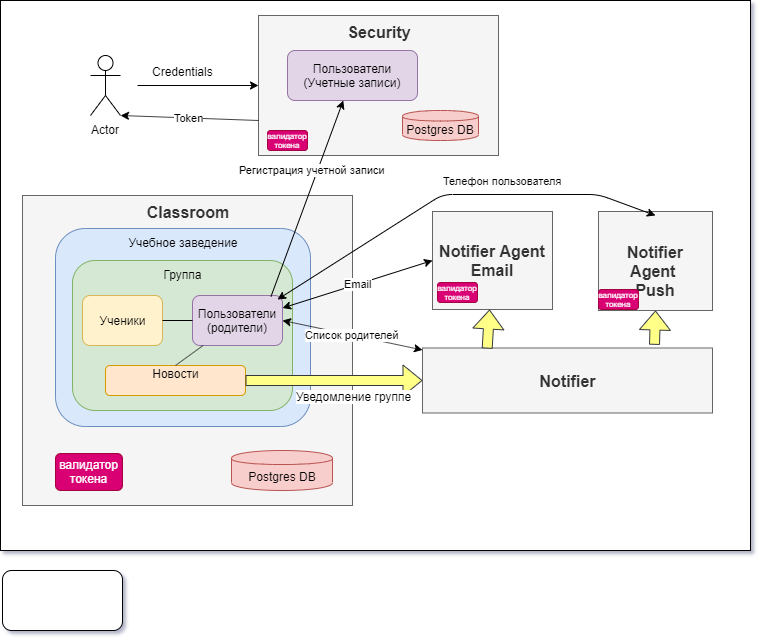 Security
Credentials
Пользователи
(Учетные записи)
Token
Actor
Postgres DB
валидатор
токена
Регистрация учетной записи
Телефон пользователя
Classroom
Учебное заведение
Группа
Ученики
Пользователи
(родители)
Новости
Email
Список родителей
Уведомление группе
Notifier Agent
Email
валидатор
токена
Notifier
Agent
Push
валидатор
токена
Notifier
валидатор
токена
Postgres DB